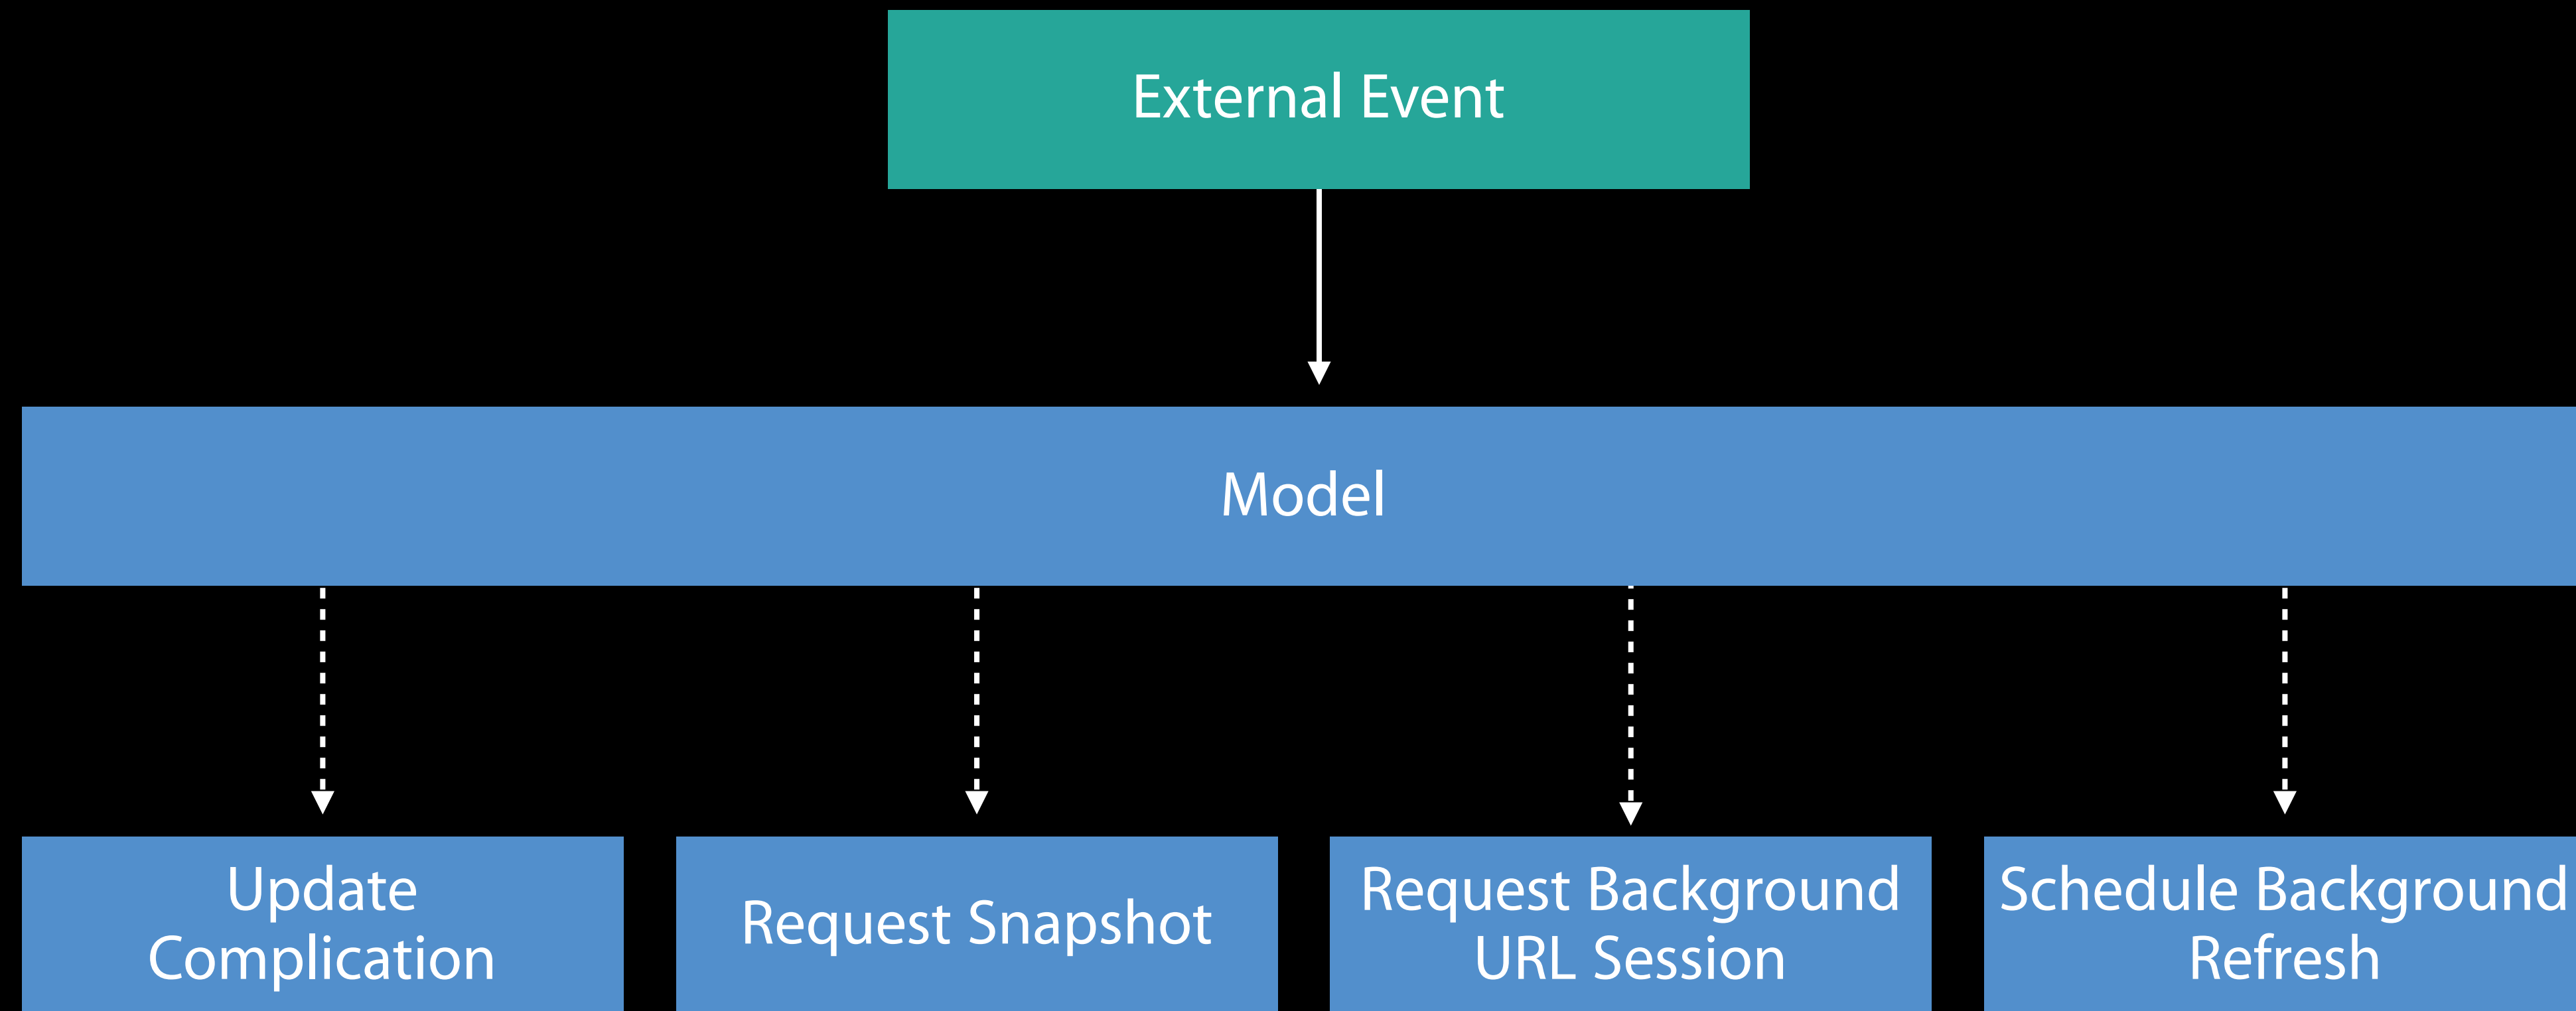 External Event
Model
Update
Complication
Request Snapshot
Request Background
URL Session
Schedule Background
Refresh